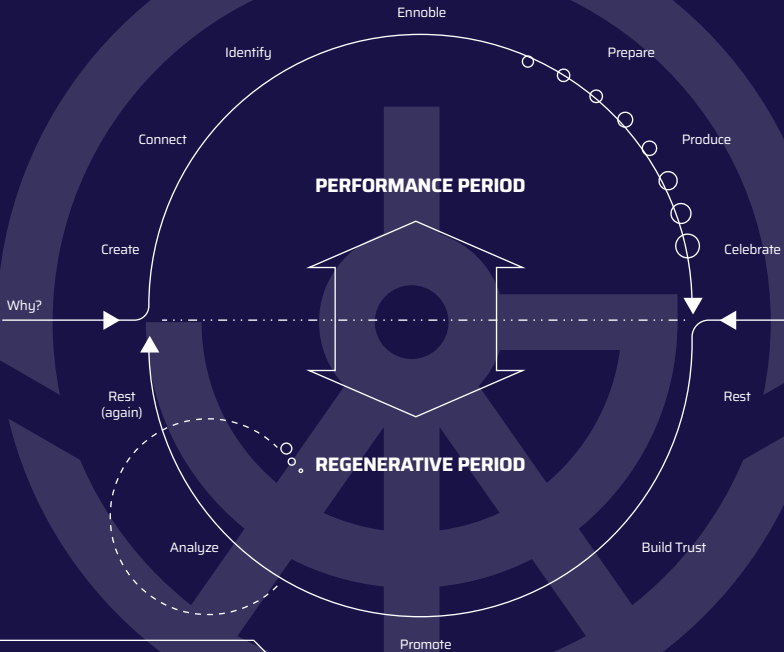 Ennoble
Identify
Prepare
Connect
Produce
PERFORMANCE PERIOD
Create
Celebrate
Why?
Rest
(again)
Rest
REGENERATIVE PERIOD
Analyze
Build Trust
Promote